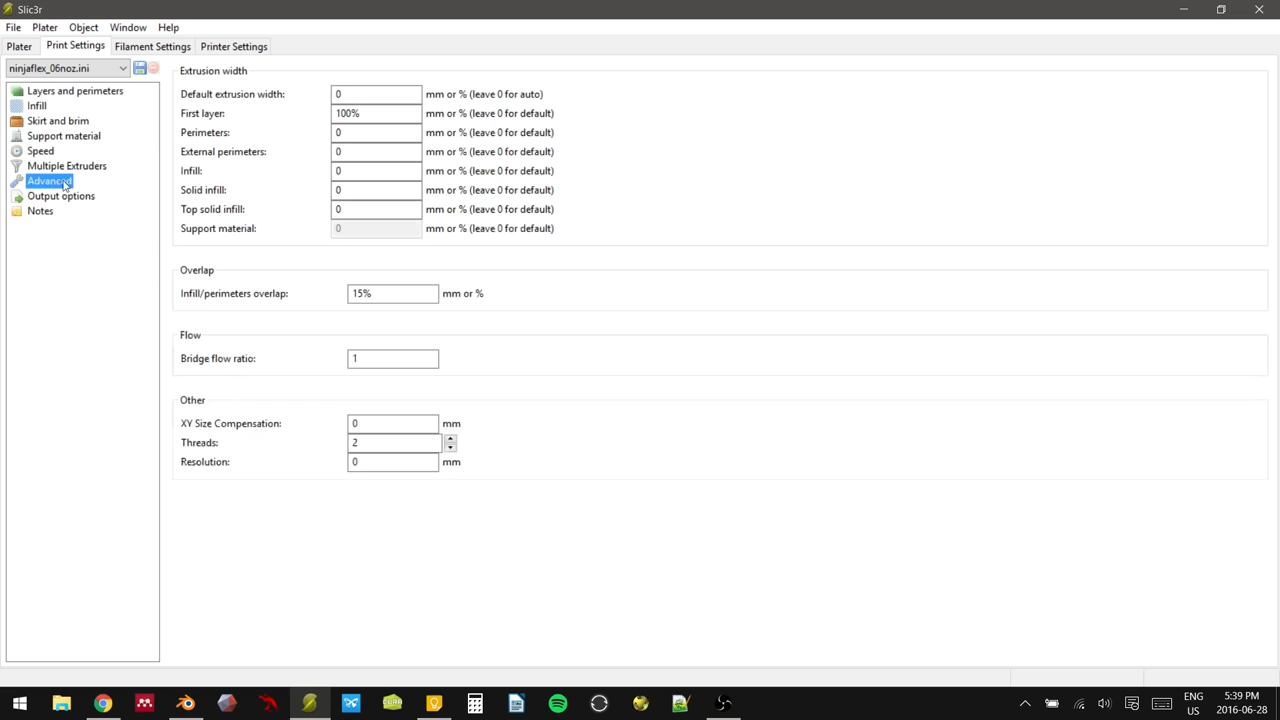 Slic3r
File Plater Object Window Help
Plater Print Settings Filament Settings Printer Settings
ninjaflex_06noz.ini
Layers and perimeters
Infill
Skirt and brim
Support material
Speed
Multiple Extruders
Advanced
Output options
Notes
Extrusion width
Default extrusion width: 0 mm or % (leave 0 for auto)
First layer: 100% mm or % (leave 0 for default)
Perimeters: 0 mm or % (leave 0 for default)
External perimeters: 0 mm or % (leave 0 for default)
Infill: 0 mm or % (leave 0 for default)
Solid infill: 0 mm or % (leave 0 for default)
Top solid infill: 0 mm or % (leave 0 for default)
Support material: 0 mm or % (leave 0 for default)
Overlap
Infill/perimeters overlap: 15% mm or %
Flow
Bridge flow ratio: 1
Other
XY Size Compensation: 0 mm
Threads: 2
Resolution: 0 mm
CURA
ENG 5:39 PM
US 2016-06-28